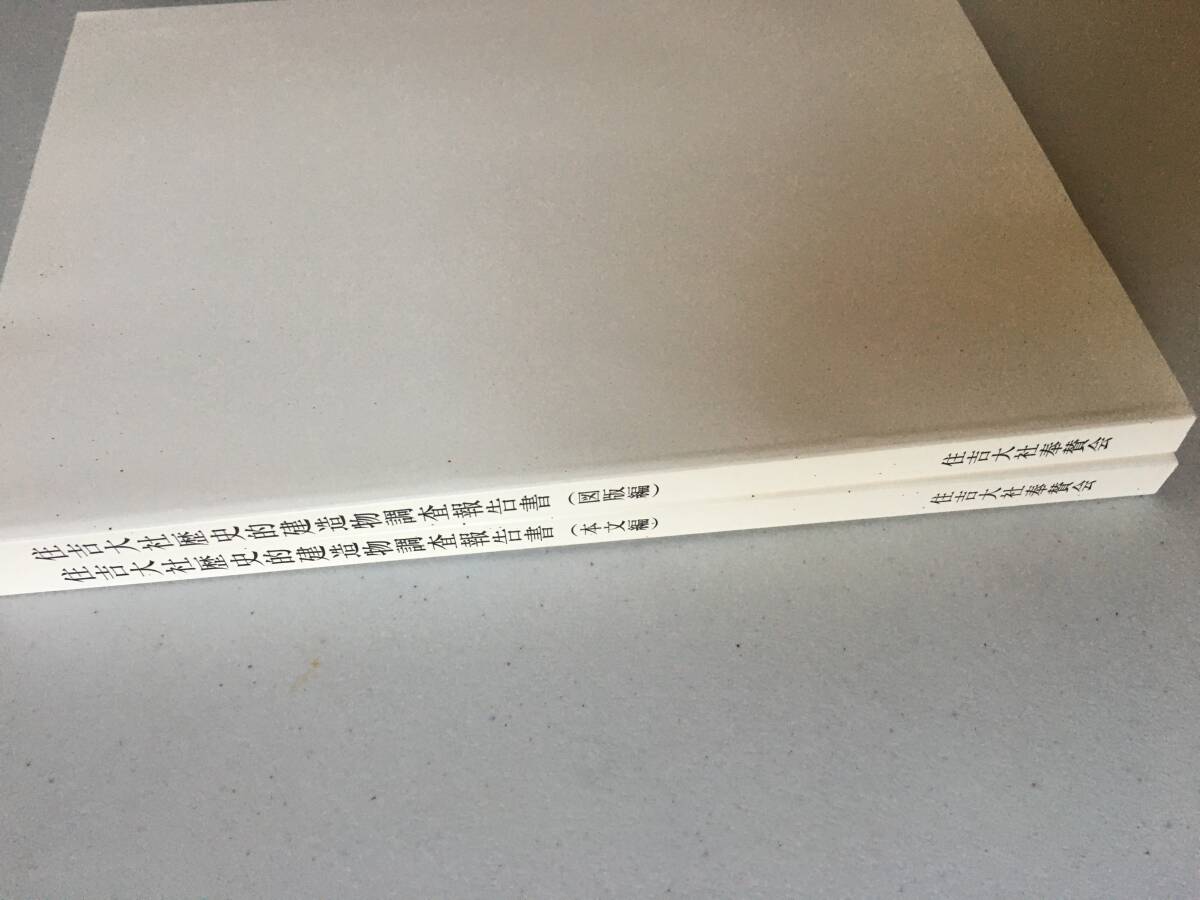 住吉大社歴史的建造物調査報告書（図版編）
住吉大社奉賛会
住吉大社歴史的建造物調査報告書（本文編）
住吉大社奉賛会